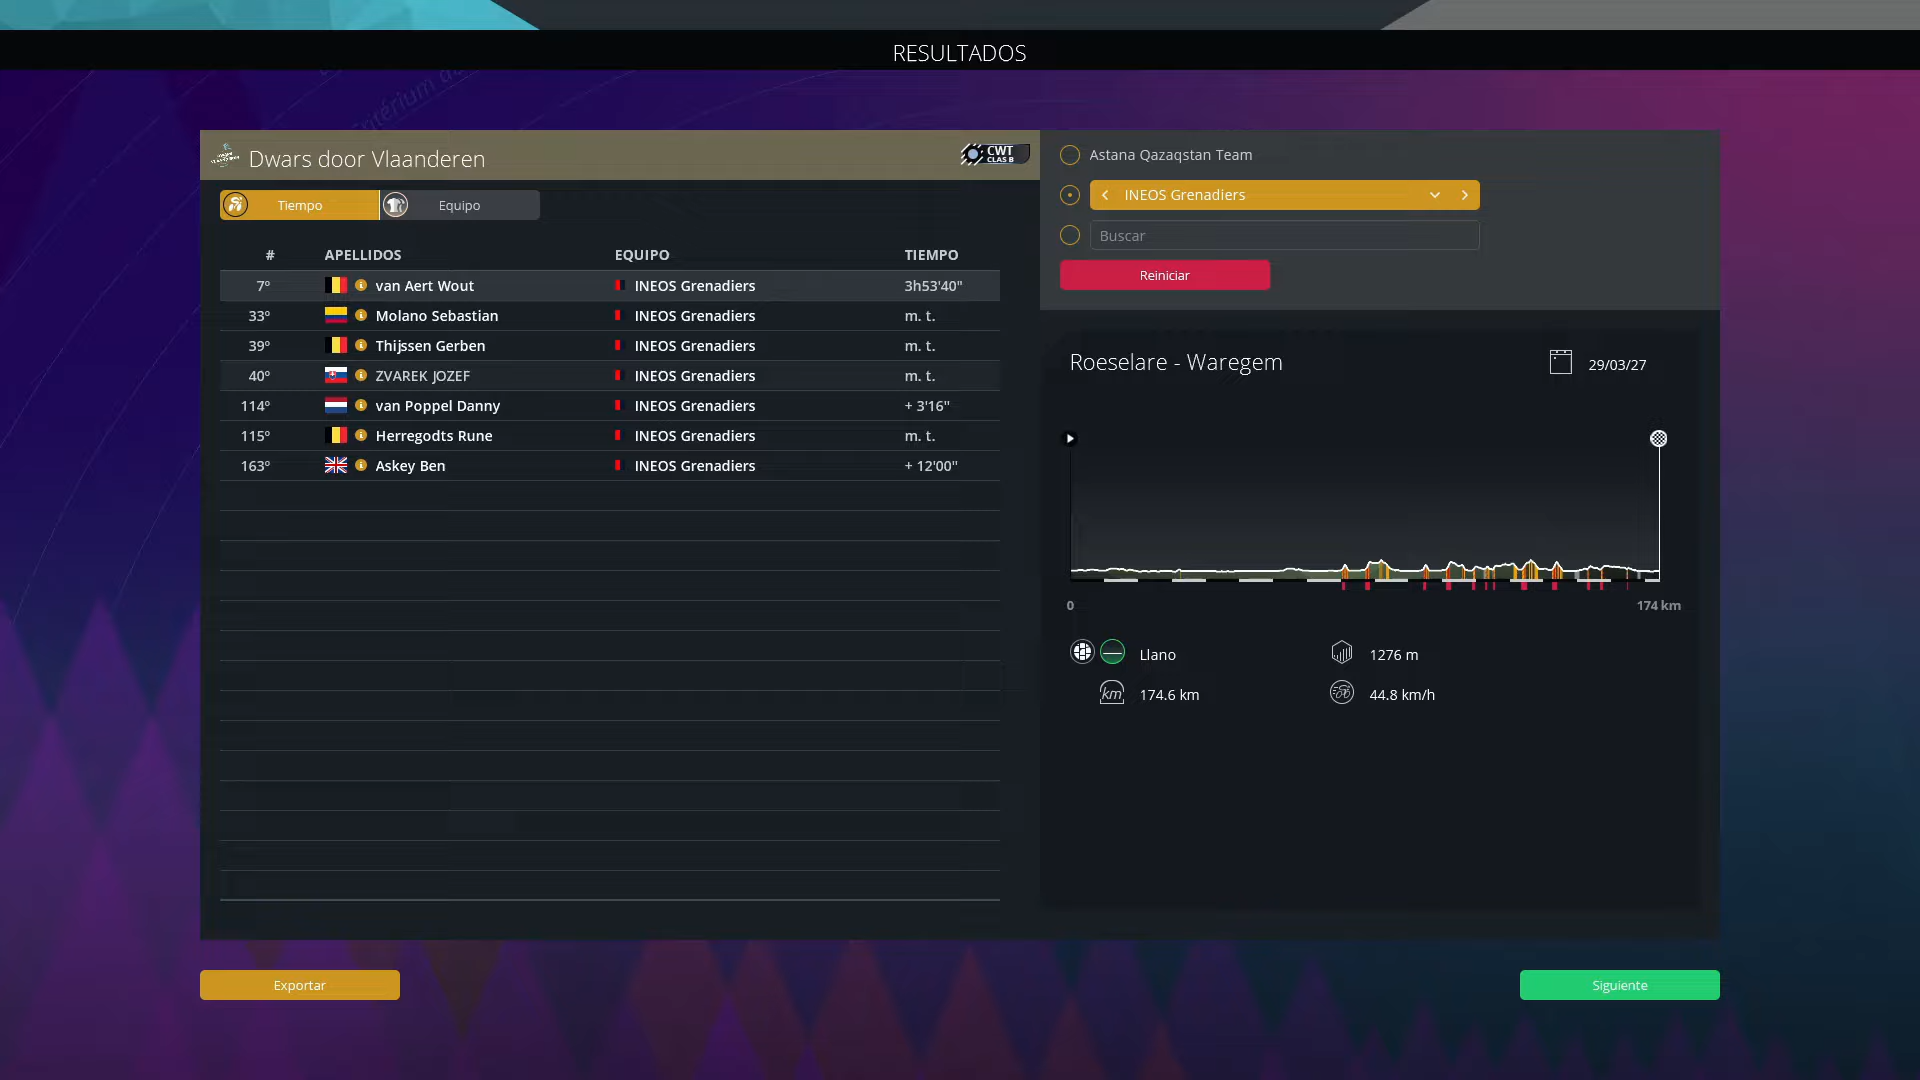 RESULTADOS
Dwars door Vlaanderen
CWT
CLAS B
Tiempo
Equipo
# APELLIDOS EQUIPO TIEMPO
7º van Aert Wout INEOS Grenadiers 3h53'40''
33º Molano Sebastian INEOS Grenadiers m. t.
39º Thijssen Gerben INEOS Grenadiers m. t.
40º ZVAREK JOZEF INEOS Grenadiers m. t.
114º van Poppel Danny INEOS Grenadiers + 3'16''
115º Herregodts Rune INEOS Grenadiers m. t.
163º Askey Ben INEOS Grenadiers + 12'00''
Astana Qazaqstan Team
INEOS Grenadiers
Buscar
Reiniciar
Roeselare - Waregem
29/03/27
0
174 km
Llano
1276 m
km
174.6 km
44.8 km/h
Exportar
Siguiente